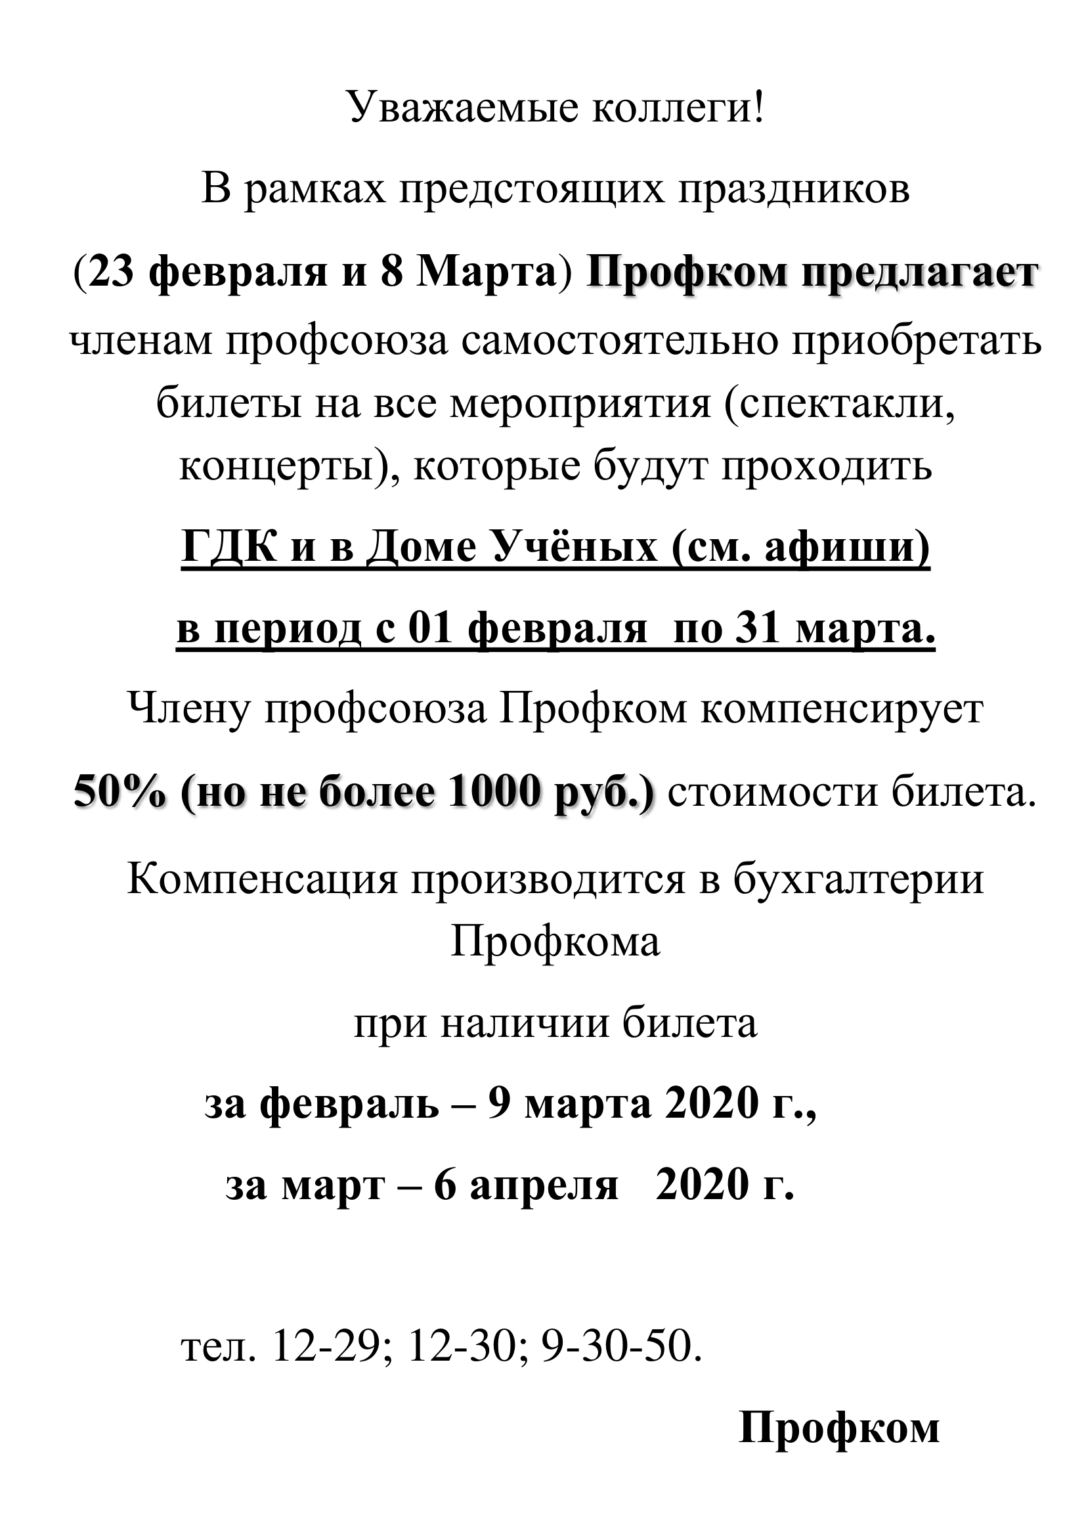 Уважаемые коллеги!
В рамках предстоящих праздников
(23 февраля и 8 Марта) Профком предлагает
членам профсоюза самостоятельно приобретать
билеты на все мероприятия (спектакли,
концерты), которые будут проходить
ГДК и в Доме Учёных (см. афиши)
в период с 01 февраля  по 31 марта.
Члену профсоюза Профком компенсирует
50% (но не более 1000 руб.) стоимости билета.
Компенсация производится в бухгалтерии
Профкома
при наличии билета
за февраль – 9 марта 2020 г.,
за март – 6 апреля   2020 г.
тел. 12-29; 12-30; 9-30-50.
Профком